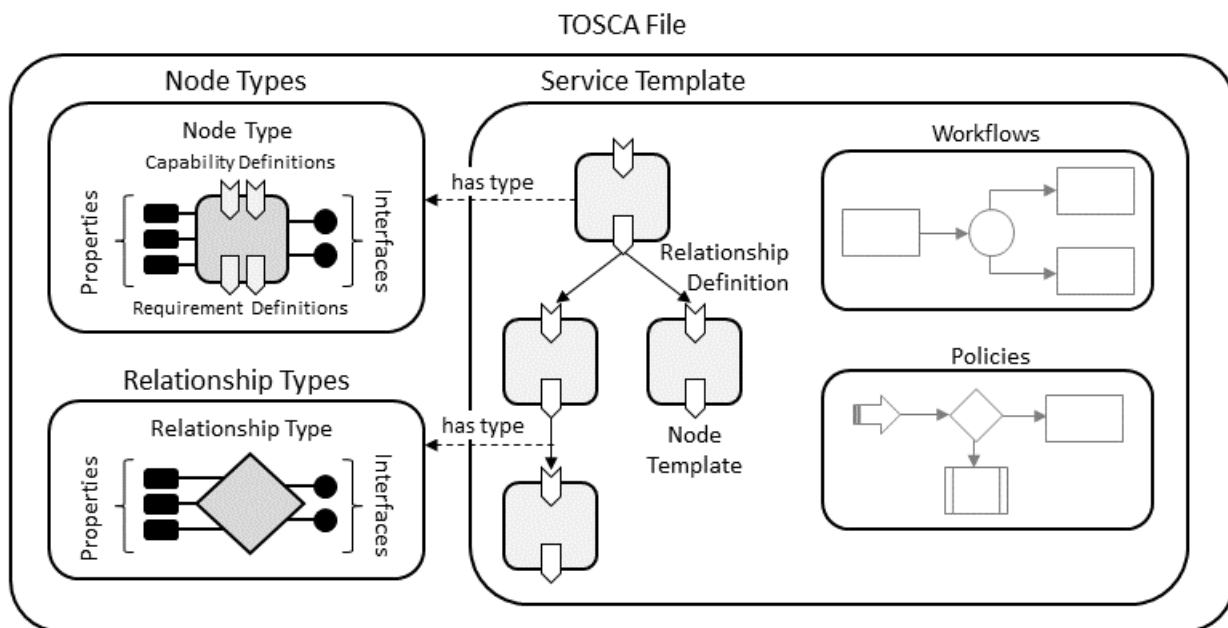 TOSCA File
Node Types
Node Type
Capability Definitions
Properties
Interfaces
Requirement Definitions
Relationship Types
Relationship Type
Properties
Interfaces
Service Template
has type
Relationship
Definition
has type
Node
Template
Workflows
Policies